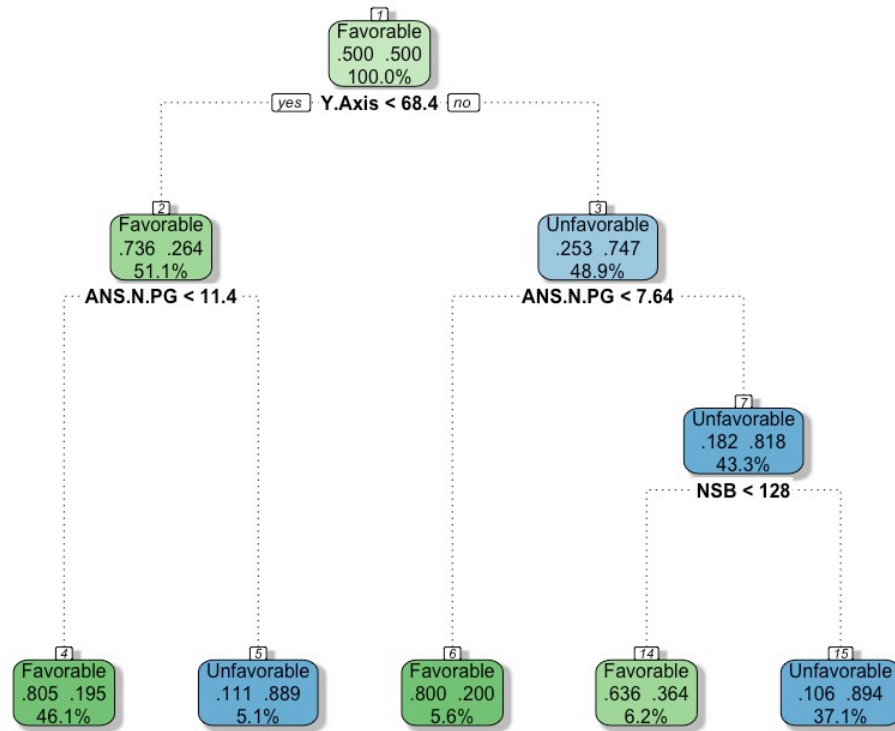 1
Favorable
.500 .500
100.0%
yes Y.Axis < 68.4 no
2
Favorable
.736 .264
51.1%
ANS.N.PG < 11.4
3
Unfavorable
.253 .747
48.9%
ANS.N.PG < 7.64
7
Unfavorable
.182 .818
43.3%
NSB < 128
4
Favorable
.805 .195
46.1%
5
Unfavorable
.111 .889
5.1%
6
Favorable
.800 .200
5.6%
14
Favorable
.636 .364
6.2%
15
Unfavorable
.106 .894
37.1%